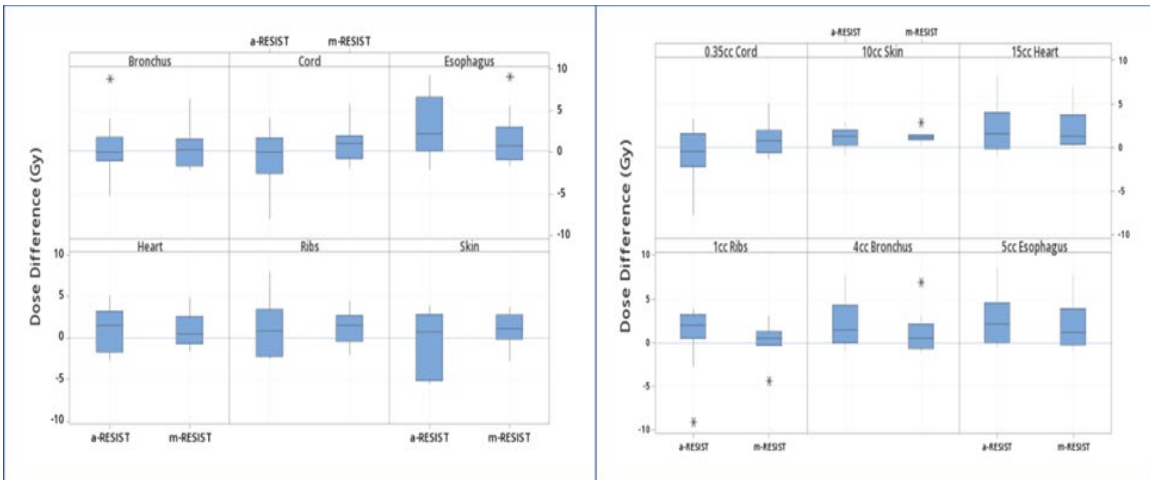 a-RESIST m-RESIST
Bronchus Cord Esophagus
10
5
0
-5
-10
Dose Difference (Gy)
Heart Ribs Skin
10
5
0
-5
-10
a-RESIST m-RESIST a-RESIST m-RESIST
a-RESIST m-RESIST
0.35cc Cord 10cc Skin 15cc Heart
10
5
0
-5
-10
Dose Difference (Gy)
1cc Ribs 4cc Bronchus 5cc Esophagus
10
5
0
-5
-10
a-RESIST m-RESIST a-RESIST m-RESIST